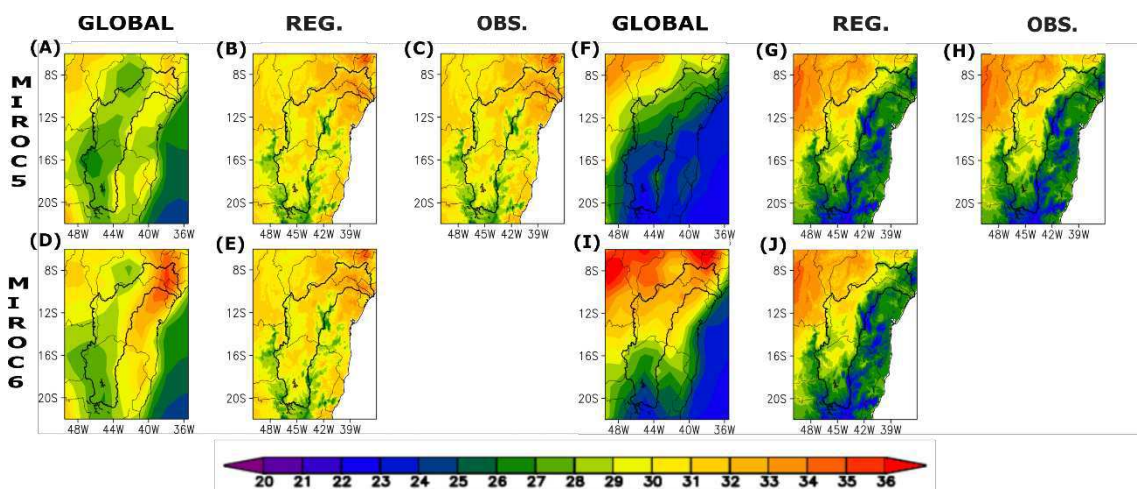 GLOBAL REG. OBS. GLOBAL REG. OBS.
(A) (B) (C) (F) (G) (H)
MIROC5
8S 8S 8S 8S 8S 8S
12S 12S 12S 12S 12S 12S
16S 16S 16S 16S 16S 16S
20S 20S 20S 20S 20S 20S
48W 44W 40W 36W 48W 45W 42W 39W 48W 45W 42W 39W 48W 44W 40W 36W 48W 45W 42W 39W 48W 45W 42W 39W
(D) (E) (I) (J)
MIROC6
8S 8S 8S 8S
12S 12S 12S 12S
16S 16S 16S 16S
20S 20S 20S 20S
48W 44W 40W 36W 48W 45W 42W 39W 48W 44W 40W 36W 48W 45W 42W 39W
20 21 22 23 24 25 26 27 28 29 30 31 32 33 34 35 36